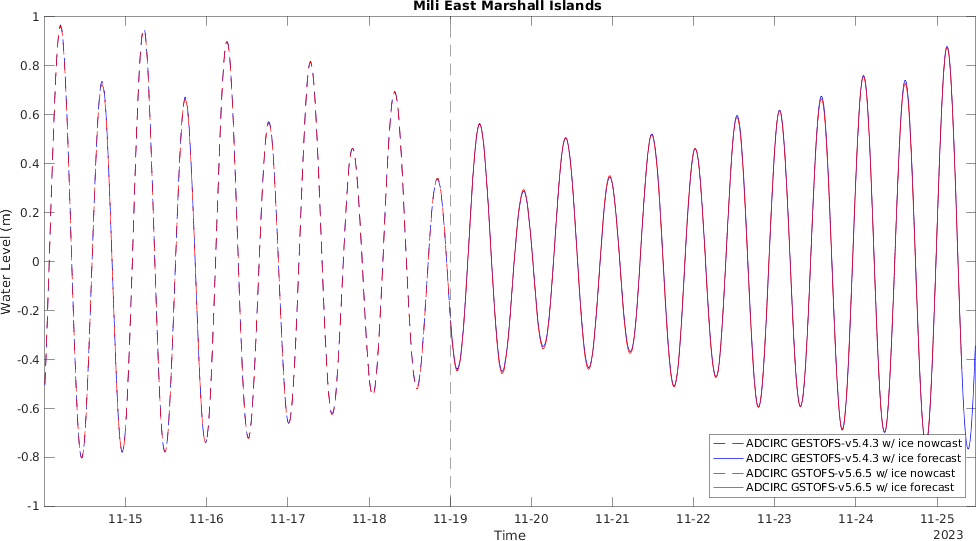 Mili East Marshall Islands
1
0.8
0.6
0.4
0.2
0
-0.2
-0.4
-0.6
-0.8
-1
Water Level (m)
11-15 11-16 11-17 11-18 11-19 11-20 11-21 11-22 11-23 11-24 11-25
2023
Time
ADCIRC GESTOFS-v5.4.3 w/ ice nowcast
ADCIRC GESTOFS-v5.4.3 w/ ice forecast
ADCIRC GSTOFS-v5.6.5 w/ ice nowcast
ADCIRC GSTOFS-v5.6.5 w/ ice forecast